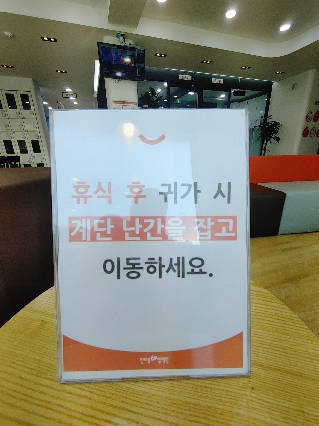 휴식 후 귀가 시
계단 난간을 잡고
이동하세요.